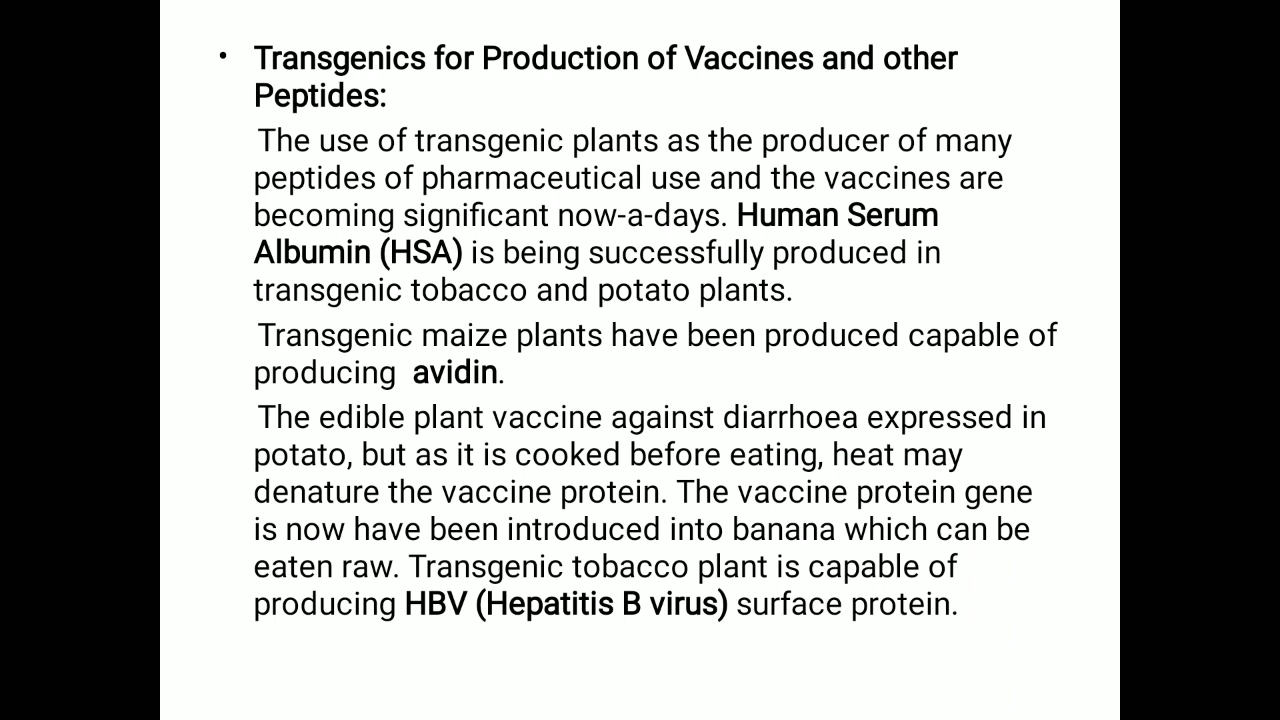 • Transgenics for Production of Vaccines and other
Peptides:
The use of transgenic plants as the producer of many
peptides of pharmaceutical use and the vaccines are
becoming significant now-a-days. Human Serum
Albumin (HSA) is being successfully produced in
transgenic tobacco and potato plants.
Transgenic maize plants have been produced capable of
producing avidin.
The edible plant vaccine against diarrhoea expressed in
potato, but as it is cooked before eating, heat may
denature the vaccine protein. The vaccine protein gene
is now have been introduced into banana which can be
eaten raw. Transgenic tobacco plant is capable of
producing HBV (Hepatitis B virus) surface protein.